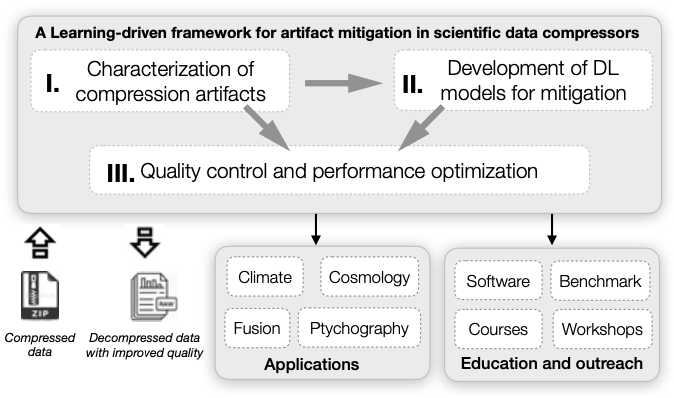 A Learning-driven framework for artifact mitigation in scientific data compressors
I. Characterization of
compression artifacts
II. Development of DL
models for mitigation
III. Quality control and performance optimization
ZIP
Compressed
data
RAW
Decompressed data
with improved quality
Climate
Cosmology
Fusion
Ptychography
Applications
Software
Benchmark
Courses
Workshops
Education and outreach